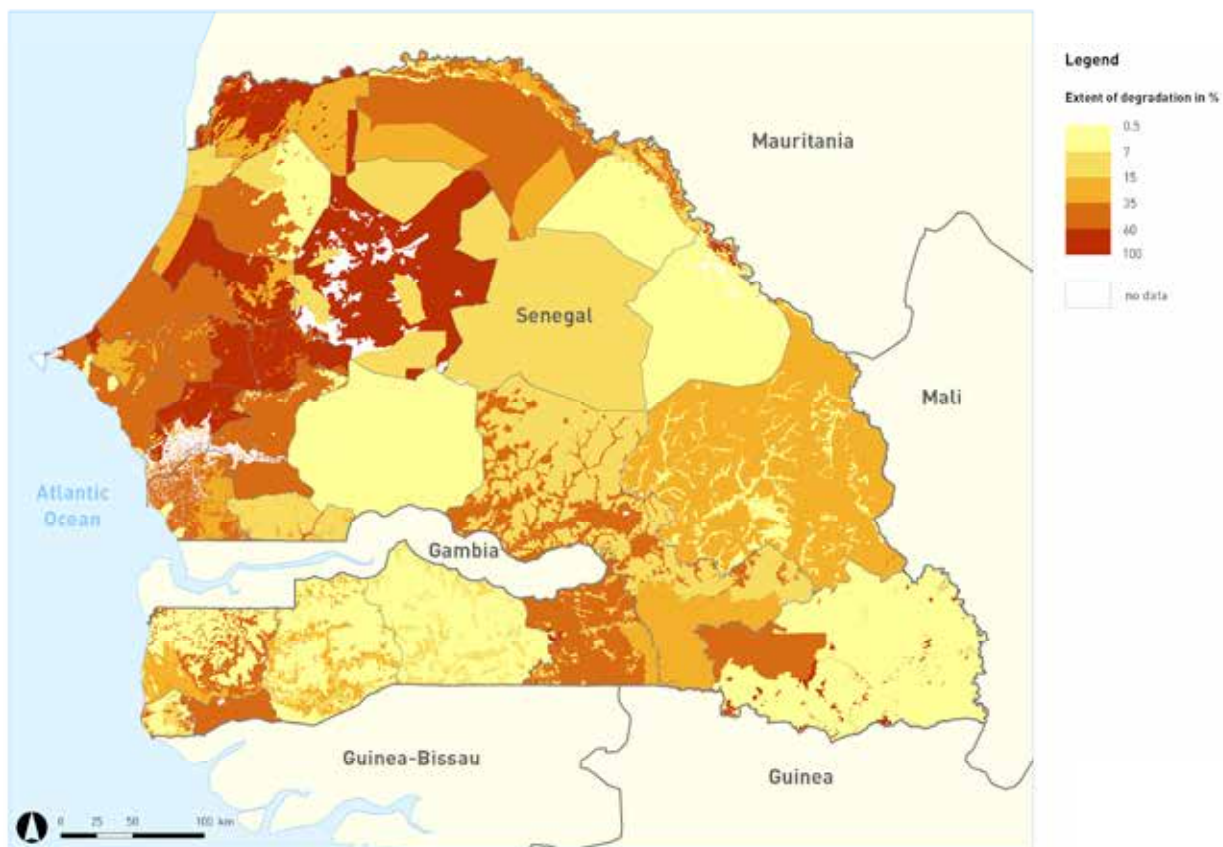 Legend
Extent of degradation in %
0.5
7
15
35
60
100
no data
Mauritania
Senegal
Mali
Atlantic
Ocean
Gambia
Guinea-Bissau
Guinea
0 25 50 100 km